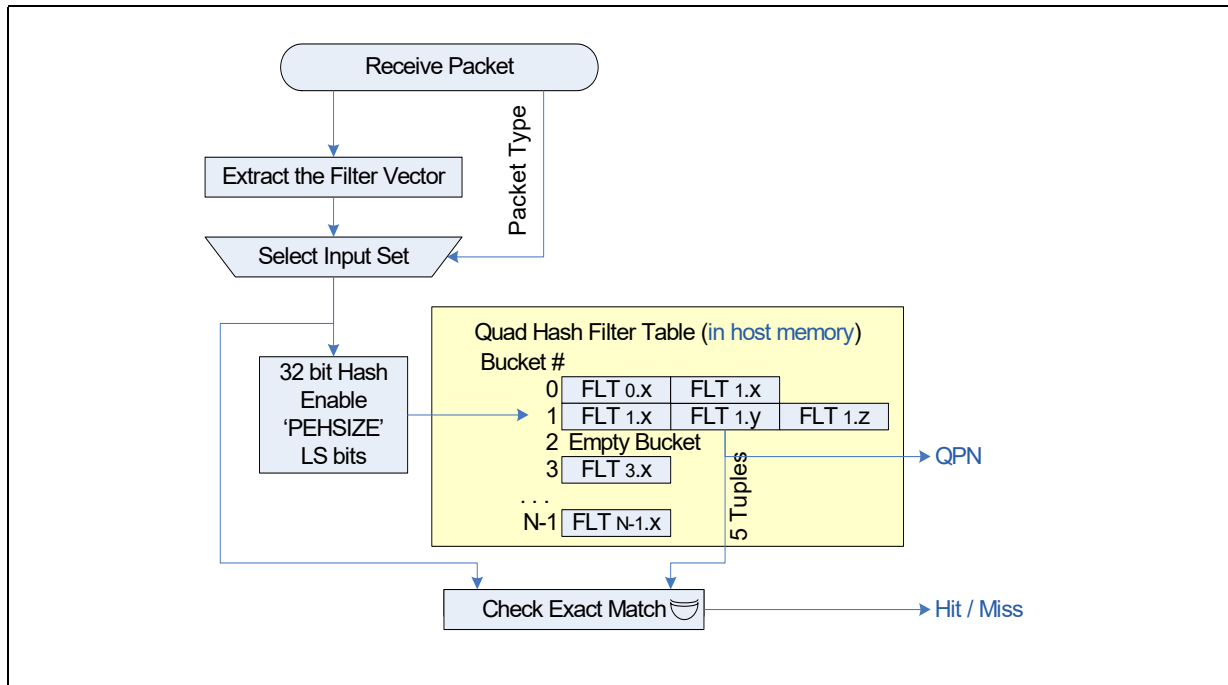 Receive Packet
Packet Type
Extract the Filter Vector
Select Input Set
Quad Hash Filter Table (in host memory)
Bucket #
32 bit Hash
Enable
‘PEHSIZE’
LS bits
0 FLT 0.x FLT 1.x
1 FLT 1.x FLT 1.y FLT 1.z
2 Empty Bucket
3 FLT 3.x
. . .
N-1 FLT N-1.x
5 Tuples
QPN
Check Exact Match
Hit / Miss